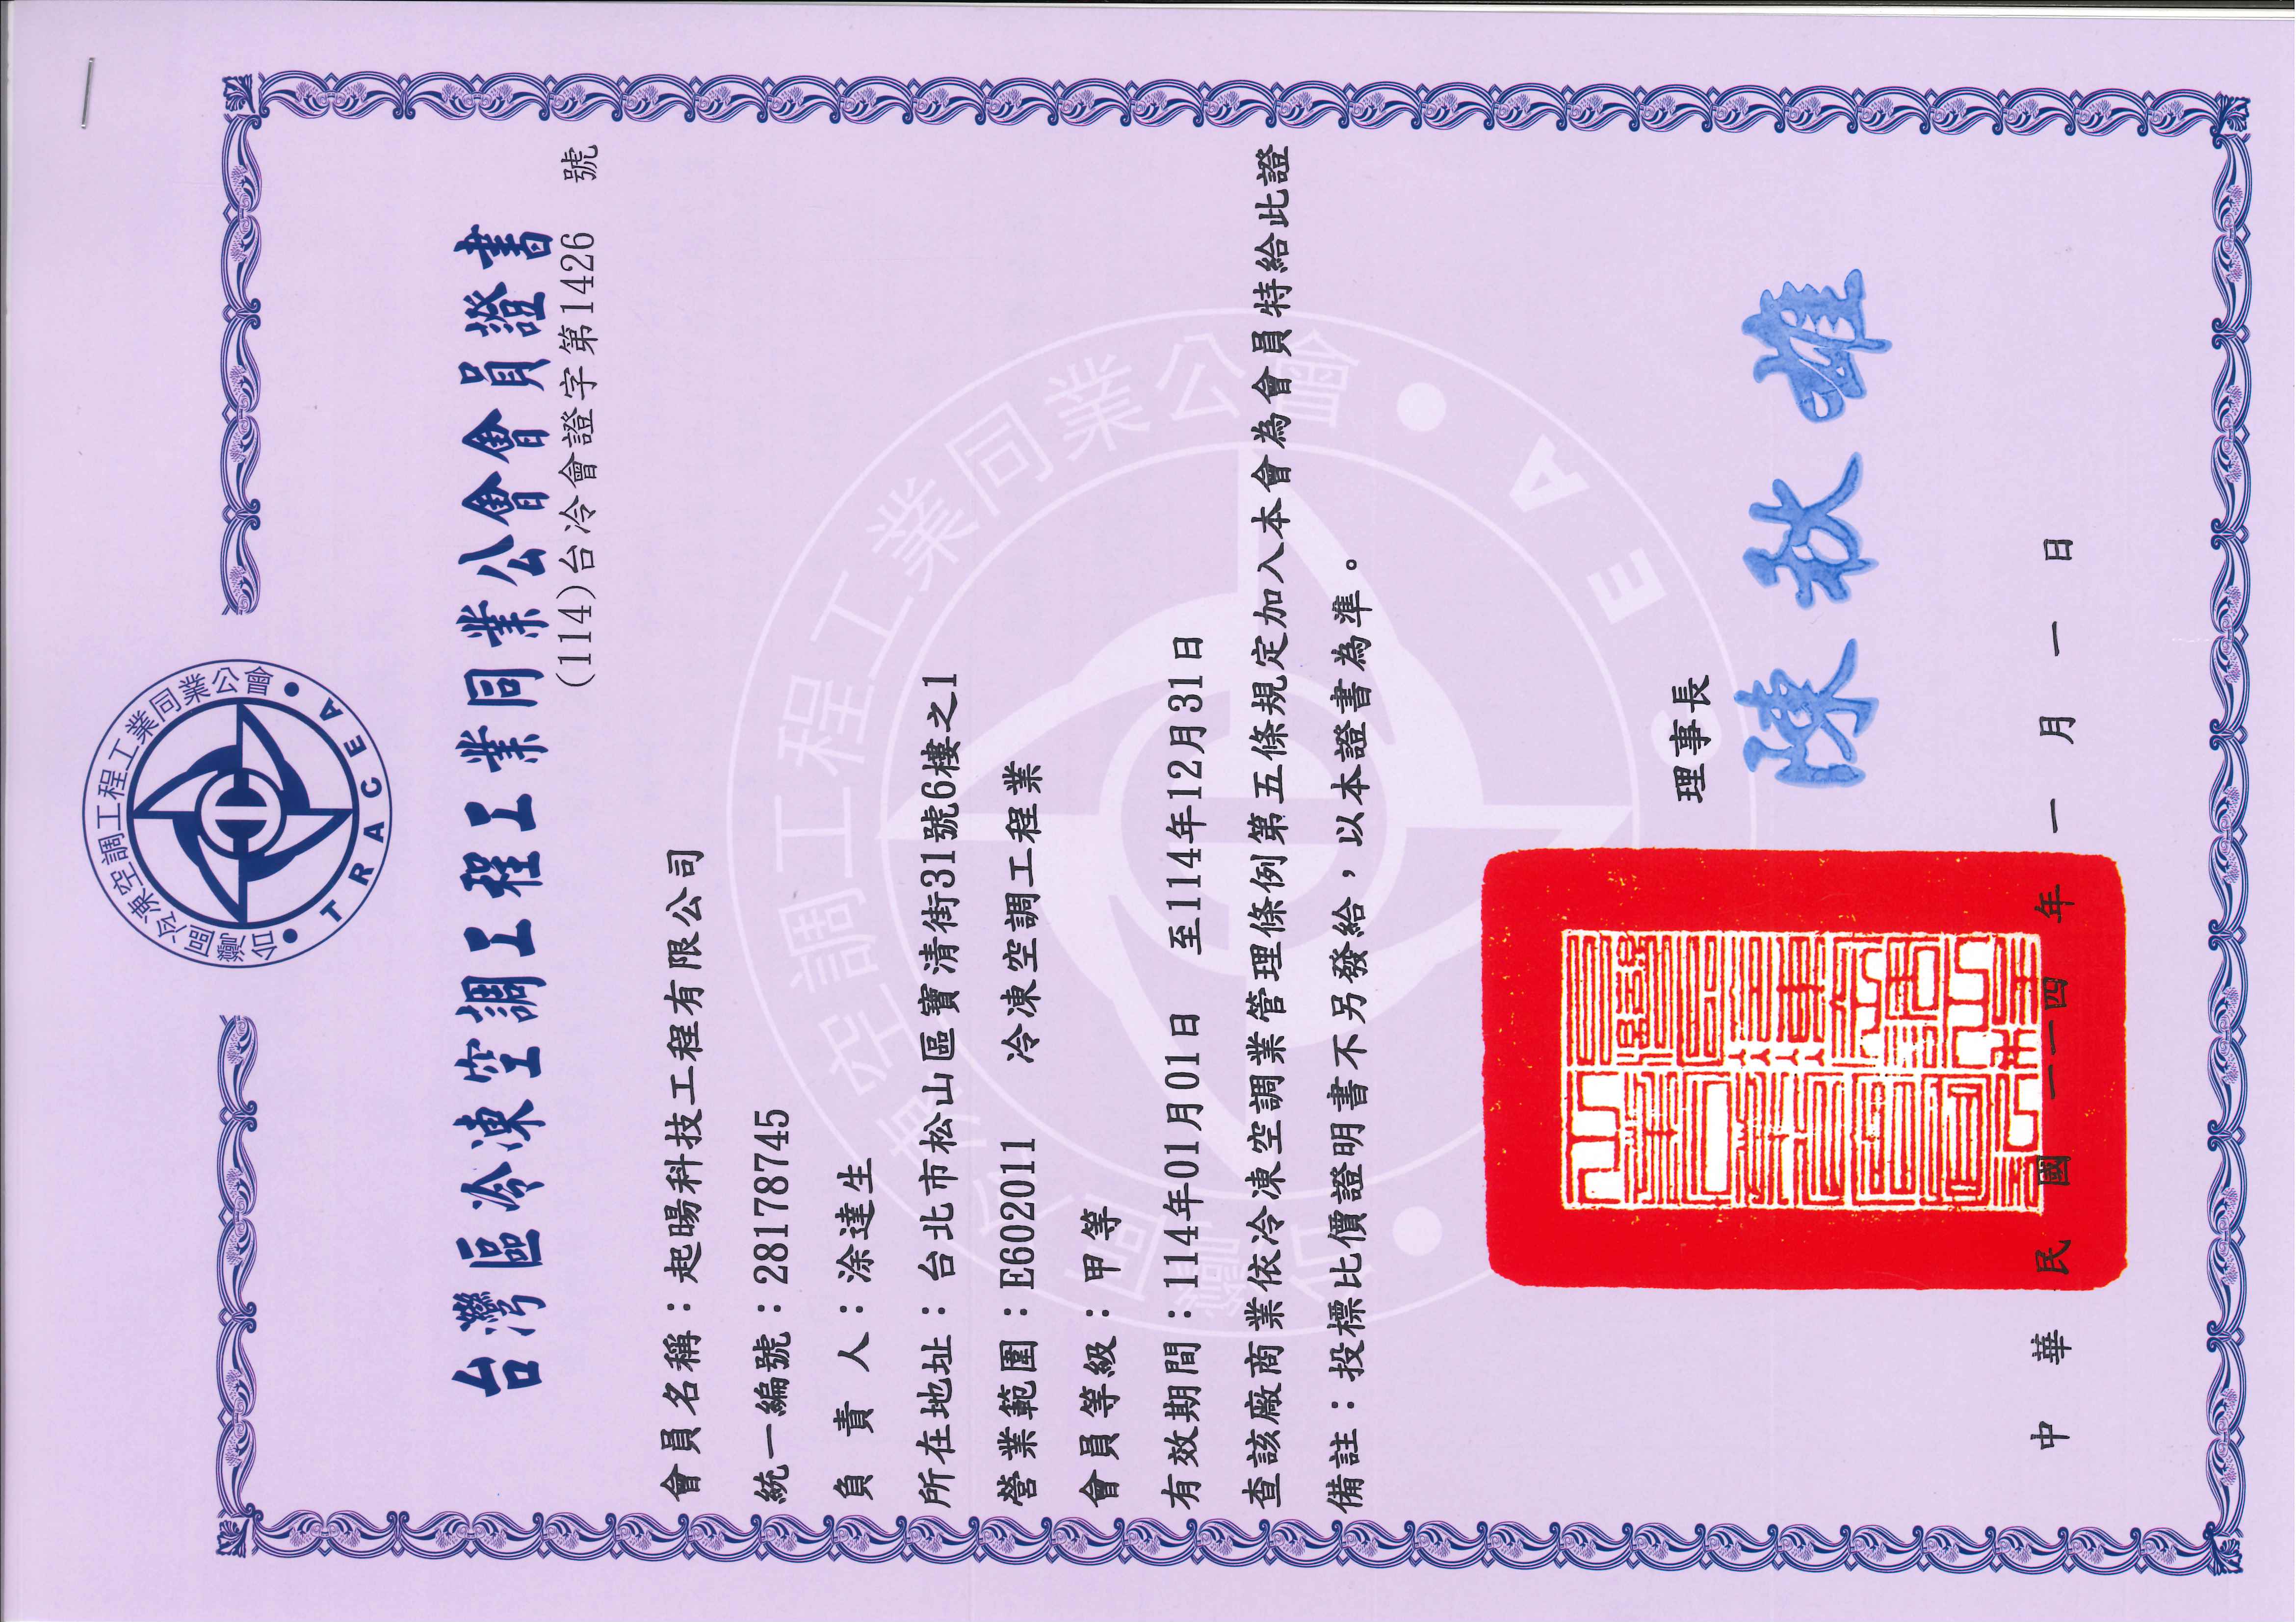 台灣區冷凍空調工程工業同業公會
TRACEA
台灣區冷凍空調工程工業同業公會會員證書
(114)台冷會證字第1426 號
會員名稱：起暘科技工程有限公司
統一編號：28178745
負責人：涂達生
所在地址：台北市松山區寶清街31號6樓之1
營業範圍：E602011 冷凍空調工程業
會員等級：甲等
有效期間：114年01月01日 至114年12月31日
查該廠商業依冷凍空調業管理條例第五條規定加入本會為會員特給此證
備註：投標比價證明書不另發給，以本證書為準。
理事長
陳秋雄
中華民國一一四年一月一日